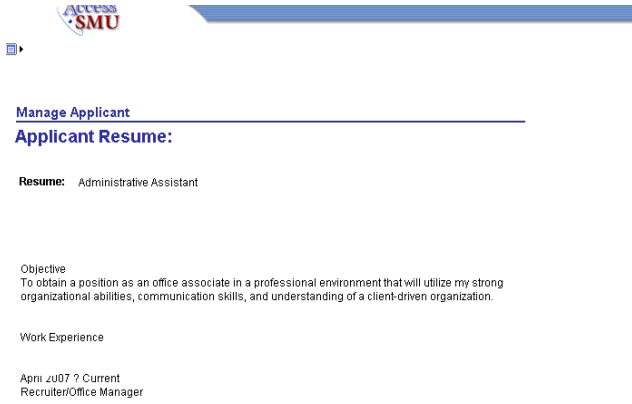 Access
SMU
Manage Applicant
Applicant Resume:
Resume: Administrative Assistant
Objective
To obtain a position as an office associate in a professional environment that will utilize my strong
organizational abilities, communication skills, and understanding of a client-driven organization.
Work Experience
April 2007 ? Current
Recruiter/Office Manager